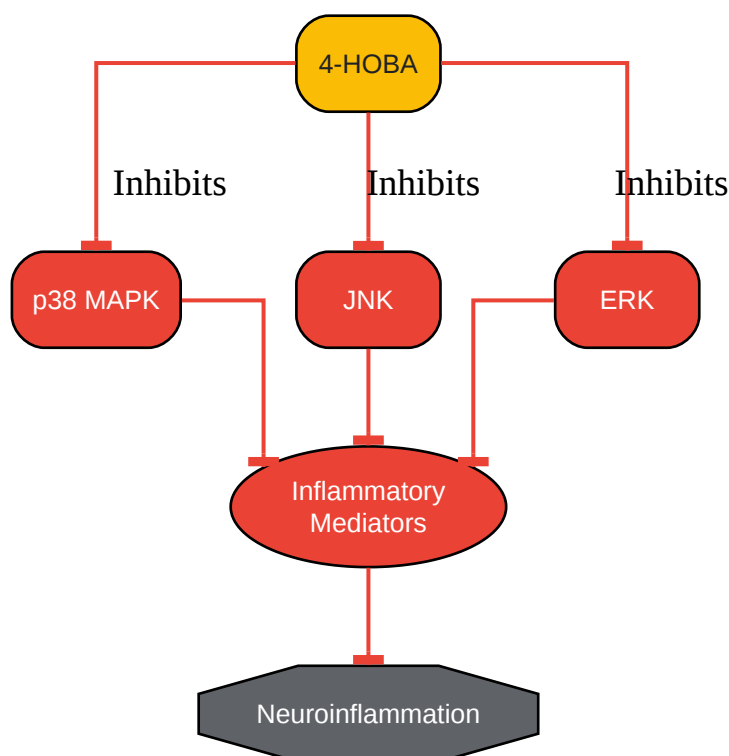 4-HOBA
Inhibits
Inhibits
Inhibits
p38 MAPK
JNK
ERK
Inflammatory
Mediators
Neuroinflammation